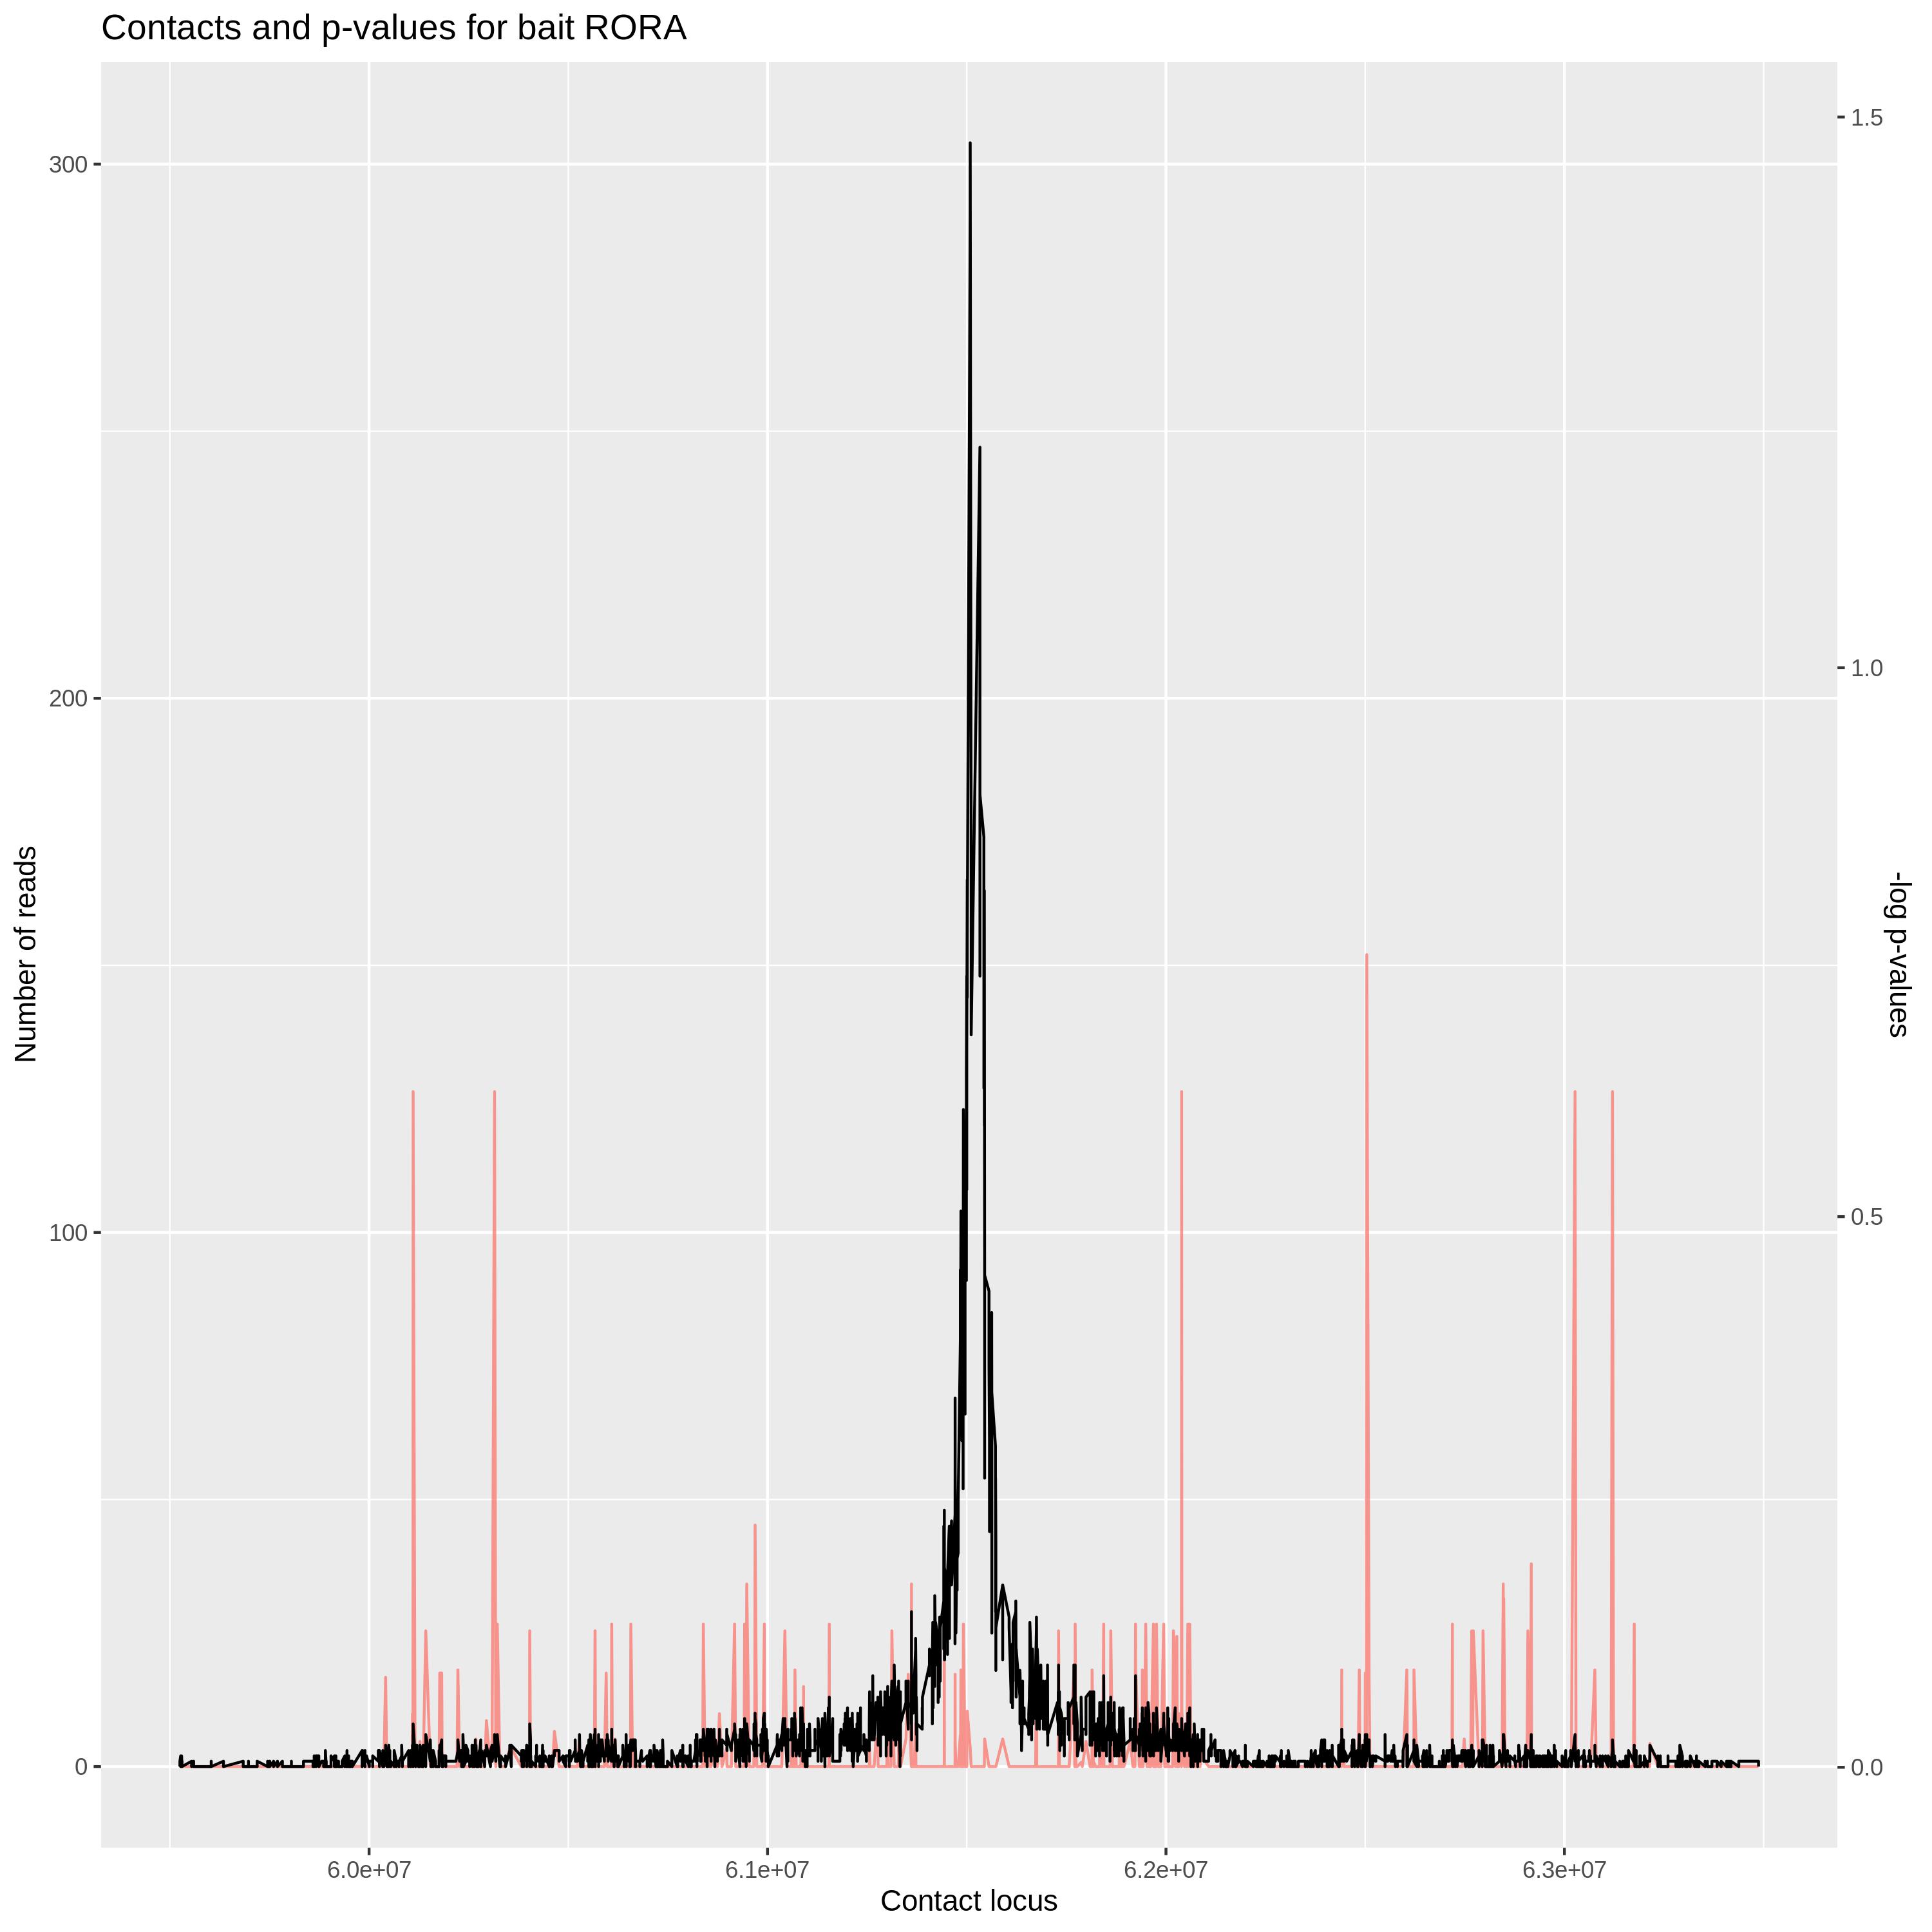 Contacts and p-values for bait RORA
300
200
100
0
Number of reads
1.5
1.0
0.5
0.0
-log p-values
6.0e+07 6.1e+07 6.2e+07 6.3e+07
Contact locus